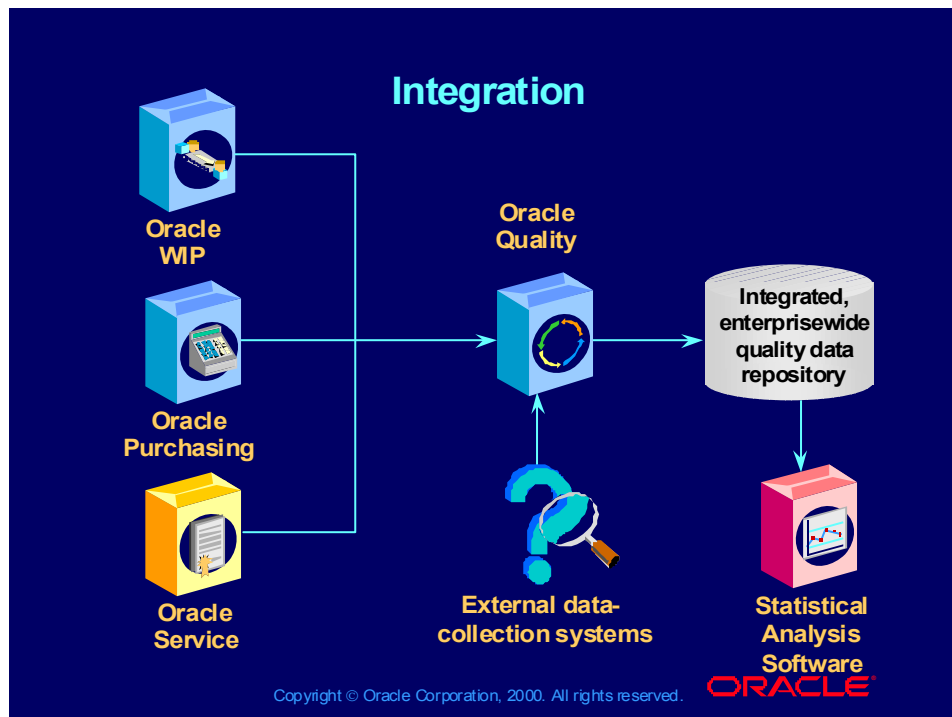 Integration
Oracle
WIP
Oracle
Purchasing
Oracle
Service
Oracle
Quality
External data-
collection systems
Integrated,
enterprisewide
quality data
repository
Statistical
Analysis
Software
Copyright © Oracle Corporation, 2000. All rights reserved.
ORACLE®